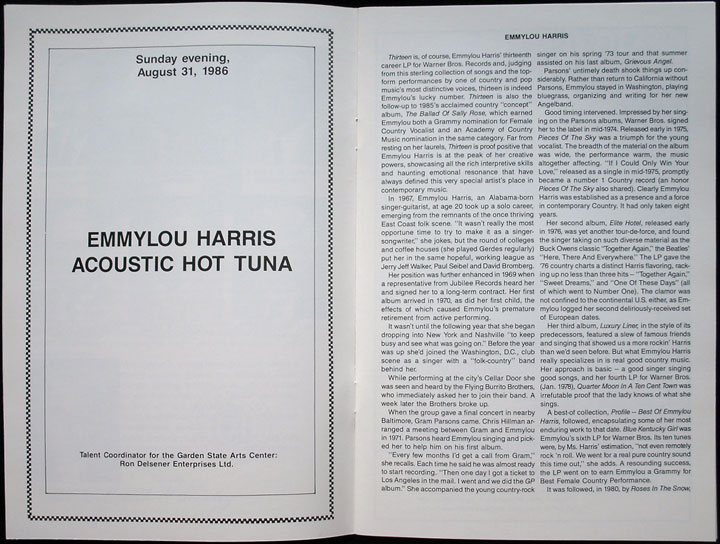 Sunday evening,
August 31, 1986
EMMYLOU HARRIS
ACOUSTIC HOT TUNA
Talent Coordinator for the Garden State Arts Center:
Ron Delsener Enterprises Ltd.
EMMYLOU HARRIS
Thirteen is, of course, Emmylou Harris' thirteenth
career LP for Warner Bros. Records and, judging
from this sterling collection of songs and the top-
form performances by one of country and pop
music's most distinctive voices, thirteen is indeed
Emmylou's lucky number. Thirteen is also the
follow-up to 1985's acclaimed country "concept"
album, The Ballad Of Sally Rose, which earned
Emmylou both a Grammy nomination for Female
Country Vocalist and an Academy of Country
Music nomination in the same category. Far from
resting on her laurels, Thirteen is proof positive that
Emmylou Harris is at the peak of her creative
powers, showcasing all the rich interpretive skills
and haunting emotional resonance that have
always defined this very special artist's place in
contemporary music.
In 1967, Emmylou Harris, an Alabama-born
singer-guitarist, at age 20 took up a solo career,
emerging from the remnants of the once thriving
East Coast folk scene. "It wasn't really the most
opportune time to try to make it as a singer-
songwriter," she jokes, but the round of colleges
and coffee houses (she played Gerdes regularly)
put her in the same hopeful, working league as
Jerry Jeff Walker, Paul Seibel and David Bromberg.
Her position was further enhanced in 1969 when
a representative from Jubilee Records heard her
and signed her to a long-term contract. Her first
album arrived in 1970, as did her first child, the
effects of which caused Emmylou's premature
retirement from active performing.
It wasn't until the following year that she began
dropping into New York and Nashville "to keep
busy and see what was going on." Before the year
was up she'd joined the Washington, D.C., club
scene as a singer with a "folk-country" band
behind her.
While performing at the city's Cellar Door she
was seen and heard by the Flying Burrito Brothers,
who immediately asked her to join their band. A
week later the Brothers broke up.
When the group gave a final concert in nearby
Baltimore, Gram Parsons came. Chris Hillman ar-
ranged a meeting between Gram and Emmylou
in 1971. Parsons heard Emmylou singing and pick-
ed her to help him on his first album.
"Every few months I'd get a call from Gram,"
she recalls. Each time he said he was almost ready
to start recording. "Then one day I got a ticket to
Los Angeles in the mail. I went and we did the GP
album." She accompanied the young country-rock
singer on his spring '73 tour and that summer
assisted on his last album, Grievous Angel.
Parsons' untimely death shook things up con-
siderably. Rather than return to California without
Parsons, Emmylou stayed in Washington, playing
bluegrass, organizing and writing for her new
Angelband.
Good timing intervened. Impressed by her sing-
ing on the Parsons albums, Warner Bros. signed
her to the label in mid-1974. Released early in 1975,
Pieces Of The Sky was a triumph for the young
vocalist. The breadth of the material on the album
was wide, the performance warm, the music
altogether affecting. "If I Could Only Win Your
Love," released as a single in mid-1975, promptly
became a number 1 Country record (an honor
Pieces Of The Sky also shared). Clearly Emmylou
Harris was established as a presence and a force
in contemporary Country. It had only taken eight
years.
Her second album, Elite Hotel, released early
in 1976, was yet another tour-de-force, and found
the singer taking on such diverse material as the
Buck Owens classic "Together Again," the Beatles'
"Here, There And Everywhere." The LP gave the
'76 country charts a distinct Harris flavoring, rack-
ing up no less than three hits – "Together Again,"
"Sweet Dreams," and "One Of These Days" (all
of which went to Number One). The clamor was
not confined to the continental U.S. either, as Em-
mylou logged her second deliriously-received set
of European dates.
Her third album, Luxury Liner, in the style of its
predecessors, featured a slew of famous friends
and singing that showed us a more rockin' Harris
than we'd seen before. But what Emmylou Harris
really specializes in is real good country music.
Her approach is basic – a good singer singing
good songs, and her fourth LP for Warner Bros.
(Jan. 1978), Quarter Moon In A Ten Cent Town was
irrefutable proof that the lady knows of what she
sings.
A best-of collection, Profile – Best Of Emmylou
Harris, followed, encapsulating some of her most
enduring work to that date. Blue Kentucky Girl was
Emmylou's sixth LP for Warner Bros. Its ten tunes
were, by Ms. Harris' estimation, "not even remotely
rock 'n roll. We went for a real pure country sound
this time out," she adds. A resounding success,
the LP went on to earn Emmylou a Grammy for
Best Female Country Performance.
It was followed, in 1980, by Roses In The Snow,